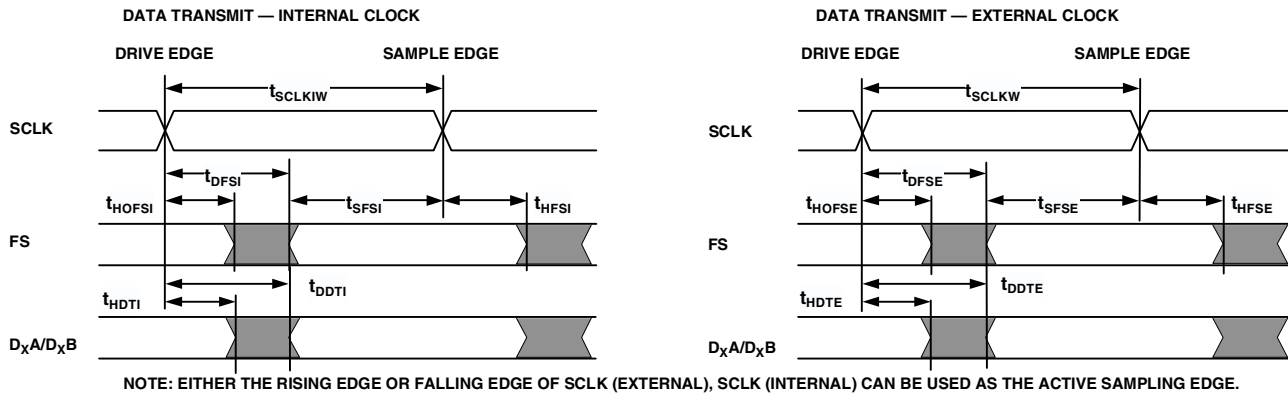 DATA TRANSMIT — INTERNAL CLOCK
DRIVE EDGE
SAMPLE EDGE
tSCLKIW
SCLK
tDFSI
tHOFSI
tSFSI
tHFSI
FS
tDDTI
tHDTI
DXA/DXB
DATA TRANSMIT — EXTERNAL CLOCK
DRIVE EDGE
SAMPLE EDGE
tSCLKW
SCLK
tDFSE
tHOFSE
tSFSE
tHFSE
FS
tDDTE
tHDTE
DXA/DXB
NOTE: EITHER THE RISING EDGE OR FALLING EDGE OF SCLK (EXTERNAL), SCLK (INTERNAL) CAN BE USED AS THE ACTIVE SAMPLING EDGE.